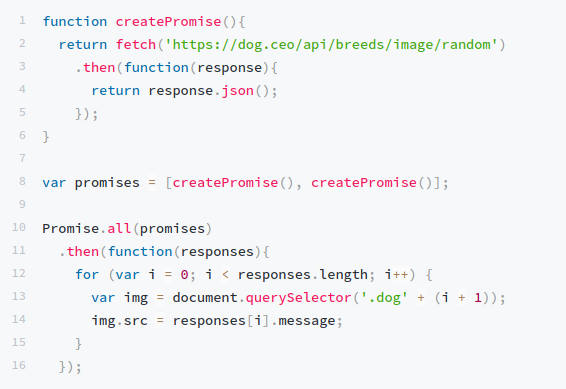 1 function createPromise(){
2   return fetch('https://dog.ceo/api/breeds/image/random')
3     .then(function(response){
4       return response.json();
5     });
6 }
7
8 var promises = [createPromise(), createPromise()];
9
10 Promise.all(promises)
11   .then(function(responses){
12     for (var i = 0; i < responses.length; i++) {
13       var img = document.querySelector('.dog' + (i + 1));
14       img.src = responses[i].message;
15     }
16   });